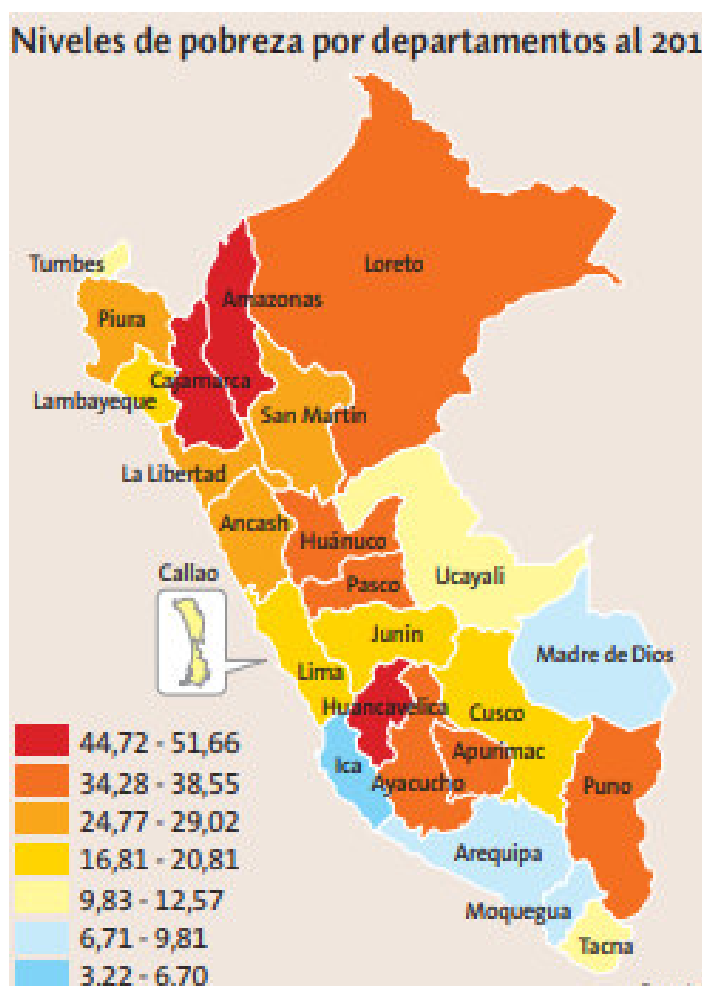 Niveles de pobreza por departamentos al 201
Loreto
Tumbes
Amazonas
Piura
Cajamarca
Lambayeque
San Martín
La Libertad
Ancash
Huánuco
Callao
Pasco
Ucayali
Junín
Madre de Dios
Lima
Huancavelica
Cusco
Apurimac
Ica
Ayacucho
Puno
Arequipa
Moquegua
Tacna
44,72 - 51,66
34,28 - 38,55
24,77 - 29,02
16,81 - 20,81
9,83 - 12,57
6,71 - 9,81
3,22 - 6,70